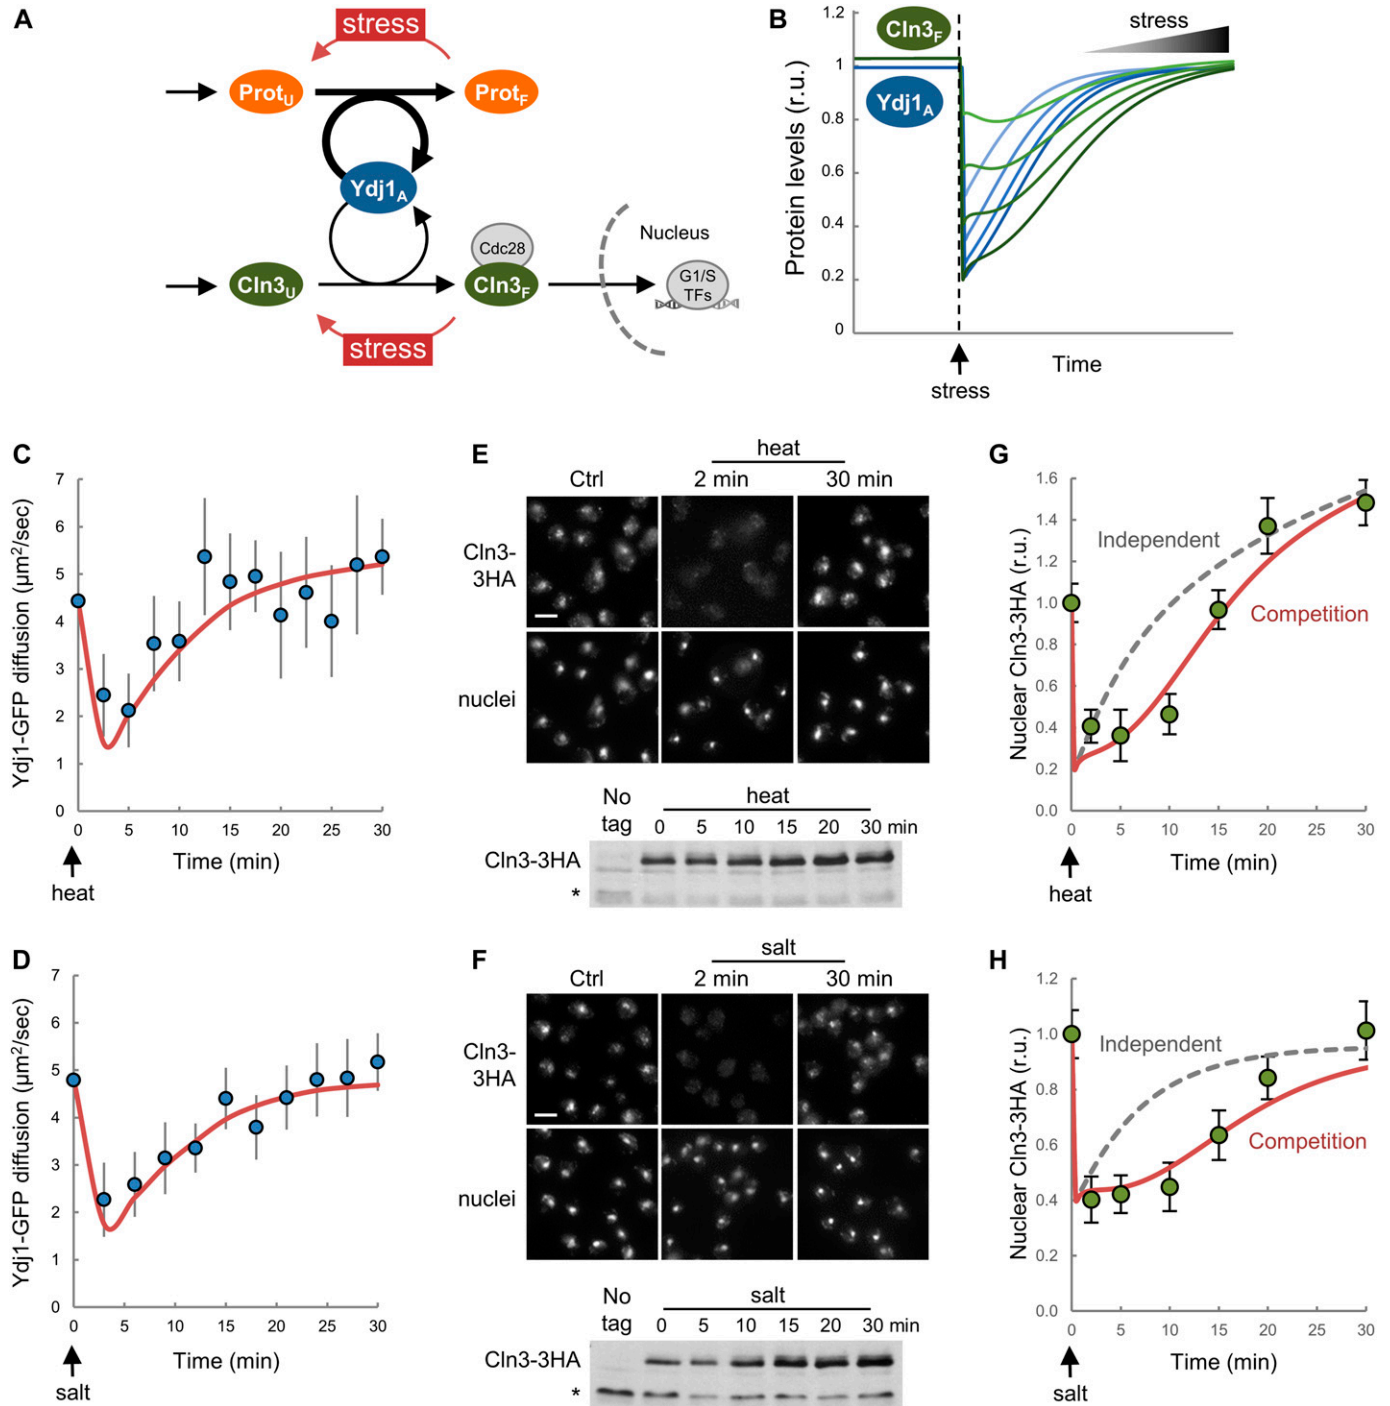 A
stress
ProtU
ProtF
Ydj1A
Cdc28
Cln3U
Cln3F
Nucleus
G1/S
TFs
stress
B
Protein levels (r.u.)
1.2
1
0.8
0.6
0.4
0.2
0
Cln3F
Ydj1A
stress
Time
stress
C
Ydj1-GFP diffusion (µm²/sec)
7
6
5
4
3
2
1
0
0 5 10 15 20 25 30
Time (min)
heat
D
Ydj1-GFP diffusion (µm²/sec)
7
6
5
4
3
2
1
0
0 5 10 15 20 25 30
Time (min)
salt
E
heat
Ctrl 2 min 30 min
Cln3-
3HA
nuclei
No
tag
heat
0 5 10 15 20 30 min
Cln3-3HA
*
F
salt
Ctrl 2 min 30 min
Cln3-
3HA
nuclei
No
tag
salt
0 5 10 15 20 30 min
Cln3-3HA
*
G
Nuclear Cln3-3HA (r.u.)
1.6
1.4
1.2
1.0
0.8
0.6
0.4
0.2
0.0
Independent
Competition
0 5 10 15 20 25 30
Time (min)
heat
H
Nuclear Cln3-3HA (r.u.)
1.2
1.0
0.8
0.6
0.4
0.2
0.0
Independent
Competition
0 5 10 15 20 25 30
Time (min)
salt